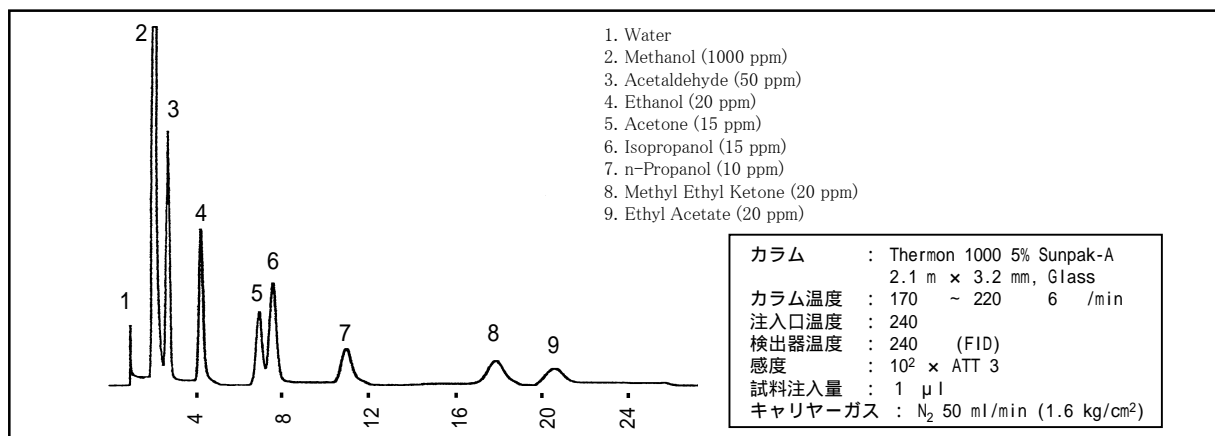 2
3
4
5
6
1
7
8
9
4
8
12
16
20
24
1. Water
2. Methanol (1000 ppm)
3. Acetaldehyde (50 ppm)
4. Ethanol (20 ppm)
5. Acetone (15 ppm)
6. Isopropanol (15 ppm)
7. n-Propanol (10 ppm)
8. Methyl Ethyl Ketone (20 ppm)
9. Ethyl Acetate (20 ppm)
カラム : Thermon 1000 5% Sunpak-A
2.1 m × 3.2 mm, Glass
カラム温度 : 170 ~ 220 6 /min
注入口温度 : 240
検出器温度 : 240 (FID)
感度 : 10² × ATT 3
試料注入量 : 1 μl
キャリヤーガス : N₂ 50 ml/min (1.6 kg/cm²)